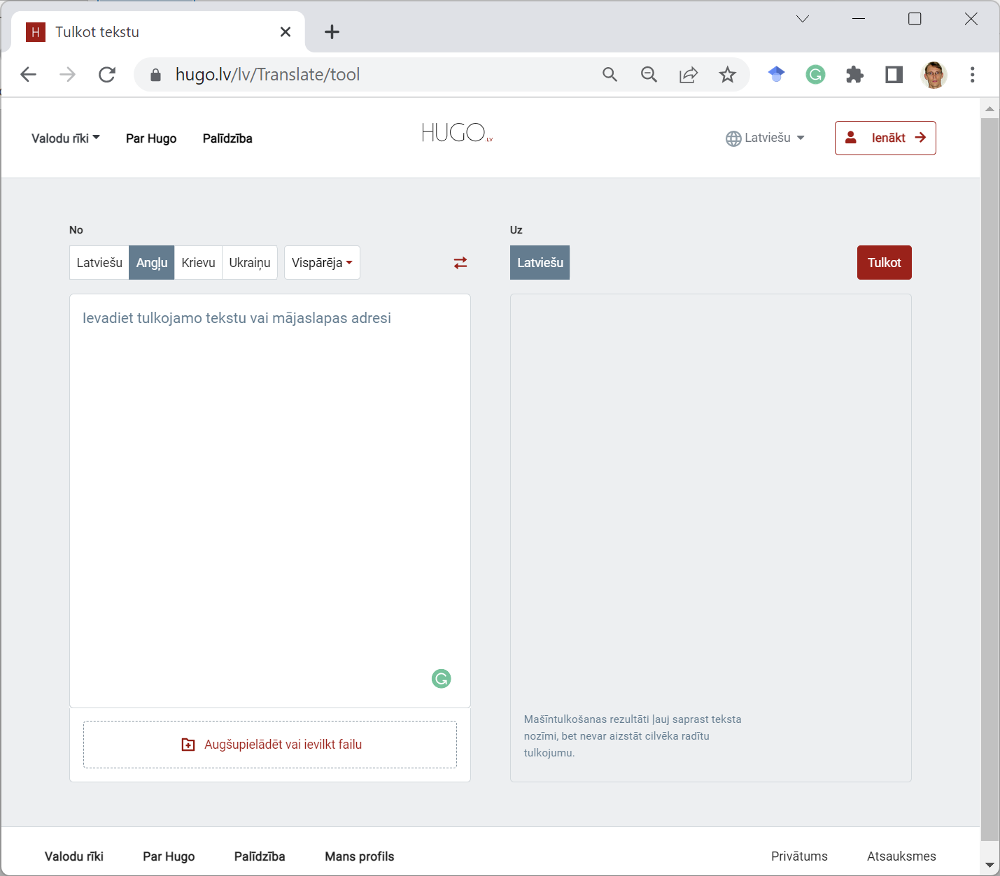 H Tulkot tekstu
hugo.lv/lv/Translate/tool
Valodu rīki Par Hugo Palīdzība HUGO.LV Latviešu Ienākt
No
Latviešu Angļu Krievu Ukraiņu Vispārēja
Ievadiet tulkojamo tekstu vai mājaslapas adresi
Augšupielādēt vai ievilkt failu
Uz
Latviešu Tulkot
Mašīntulkošanas rezultāti ļauj saprast teksta
nozīmi, bet nevar aizstāt cilvēka radītu
tulkojumu.
Valodu rīki Par Hugo Palīdzība Mans profils Privātums Atsauksmes